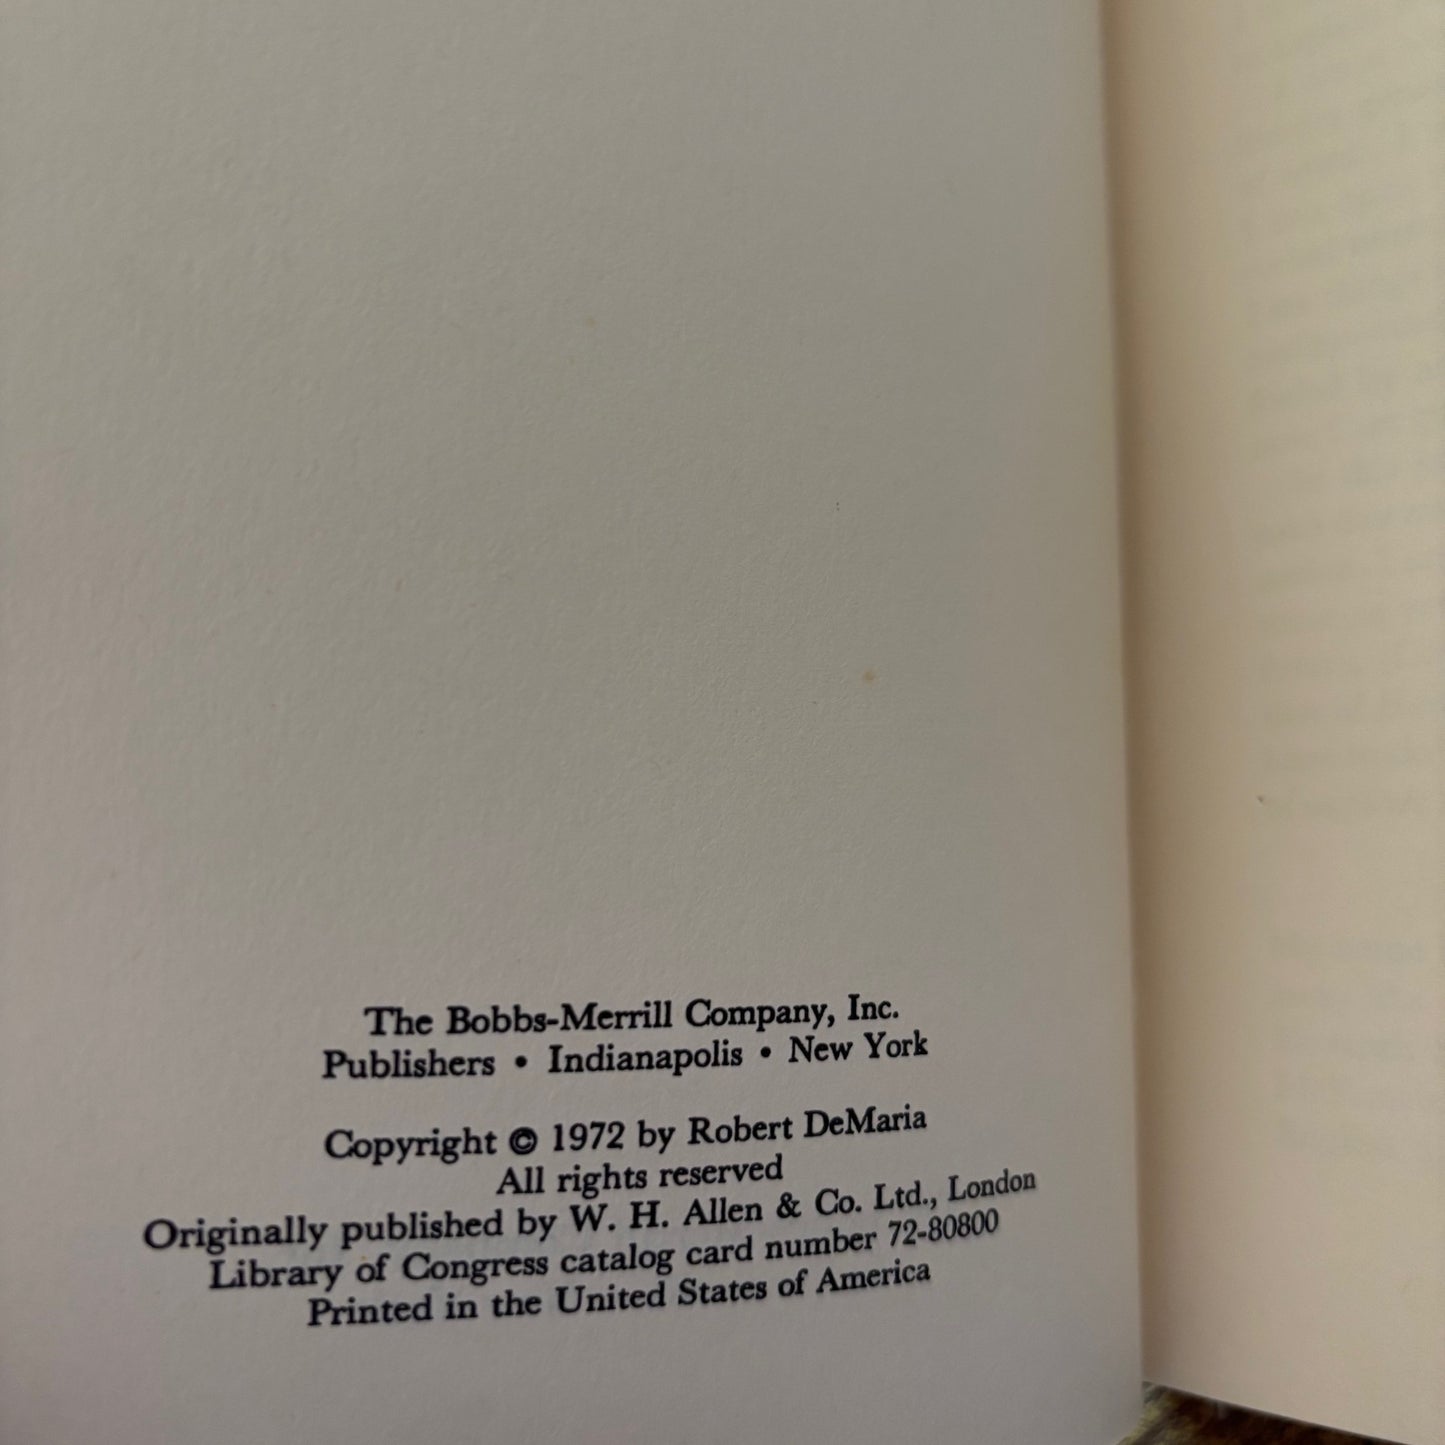 The Bobbs-Merrill Company, Inc.
Publishers • Indianapolis • New York
Copyright © 1972 by Robert DeMaria
All rights reserved
Originally published by W. H. Allen & Co. Ltd., London
Library of Congress catalog card number 72-80800
Printed in the United States of America